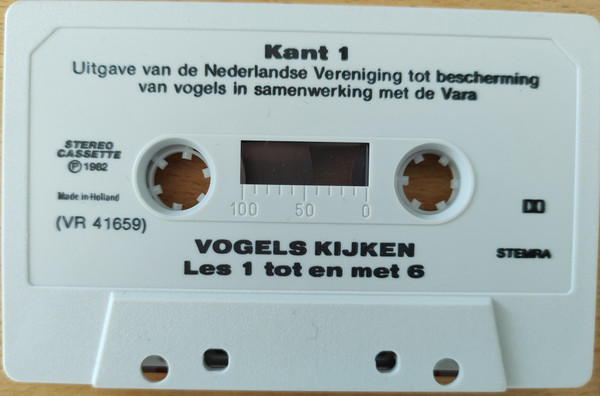 Kant 1
Uitgave van de Nederlandse Vereniging tot bescherming
van vogels in samenwerking met de Vara
STEREO
CASSETTE
Ⓟ 1982
Made in Holland
(VR 41659)
100 50 0
VOGELS KIJKEN
Les 1 tot en met 6
STEMRA